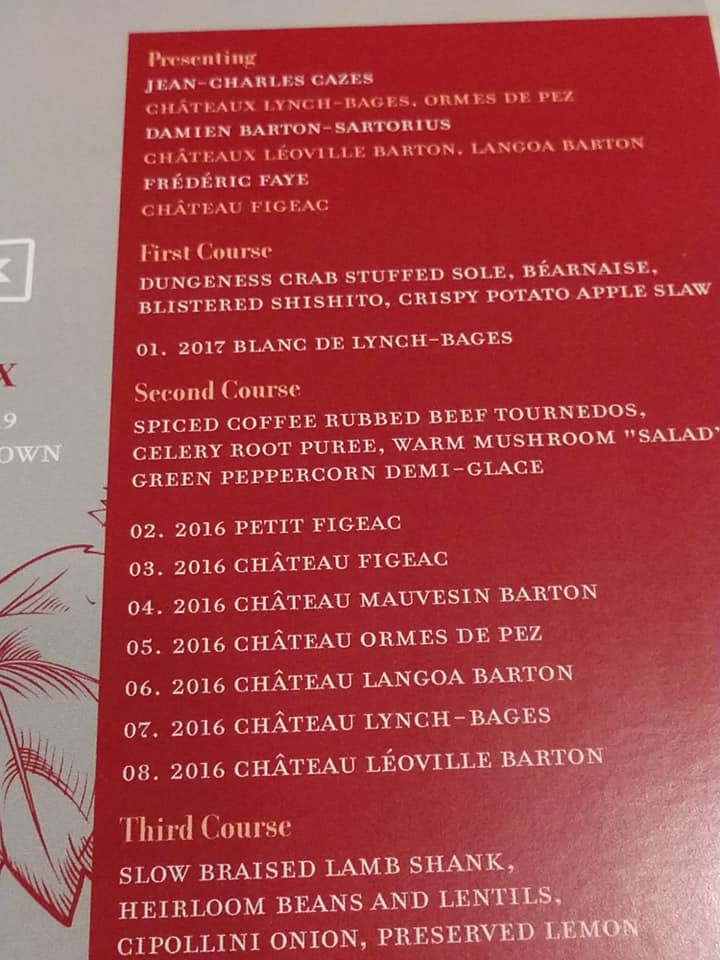 Presenting
JEAN-CHARLES CAZES
CHÂTEAUX LYNCH-BAGES, ORMES DE PEZ
DAMIEN BARTON-SARTORIUS
CHÂTEAUX LÉOVILLE BARTON, LANGOA BARTON
FRÉDÉRIC FAYE
CHÂTEAU FIGEAC
First Course
DUNGENESS CRAB STUFFED SOLE, BÉARNAISE,
BLISTERED SHISHITO, CRISPY POTATO APPLE SLAW
01. 2017 BLANC DE LYNCH-BAGES
Second Course
SPICED COFFEE RUBBED BEEF TOURNEDOS,
CELERY ROOT PUREE, WARM MUSHROOM "SALAD"
GREEN PEPPERCORN DEMI-GLACE
02. 2016 PETIT FIGEAC
03. 2016 CHÂTEAU FIGEAC
04. 2016 CHÂTEAU MAUVESIN BARTON
05. 2016 CHÂTEAU ORMES DE PEZ
06. 2016 CHÂTEAU LANGOA BARTON
07. 2016 CHÂTEAU LYNCH-BAGES
08. 2016 CHÂTEAU LÉOVILLE BARTON
Third Course
SLOW BRAISED LAMB SHANK,
HEIRLOOM BEANS AND LENTILS,
CIPOLLINI ONION, PRESERVED LEMON
X
9
OWN